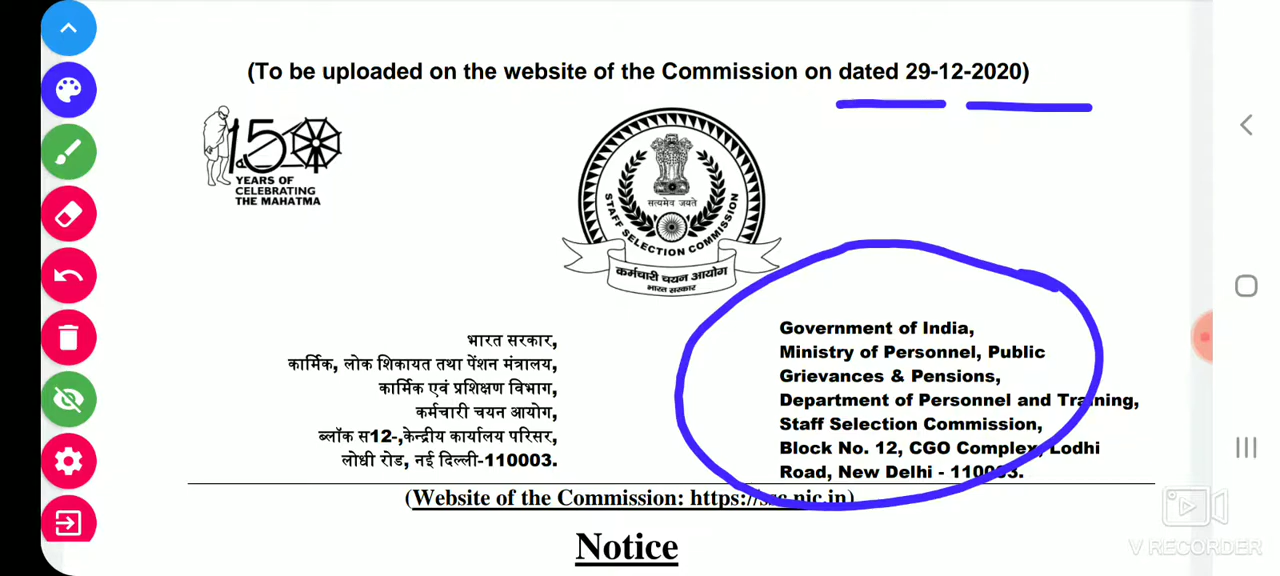 (To be uploaded on the website of the Commission on dated 29-12-2020)
150
YEARS OF
CELEBRATING
THE MAHATMA
सत्यमेव जयते
STAFF SELECTION COMMISSION
कर्मचारी चयन आयोग
भारत सरकार
भारत सरकार,
कार्मिक, लोक शिकायत तथा पेंशन मंत्रालय,
कार्मिक एवं प्रशिक्षण विभाग,
कर्मचारी चयन आयोग,
ब्लॉक स12-,केन्द्रीय कार्यालय परिसर,
लोधी रोड, नई दिल्ली-110003.
Government of India,
Ministry of Personnel, Public
Grievances & Pensions,
Department of Personnel and Training,
Staff Selection Commission,
Block No. 12, CGO Complex, Lodhi
Road, New Delhi - 110003.
(Website of the Commission: https://ssc.nic.in)
Notice
V RECORDER